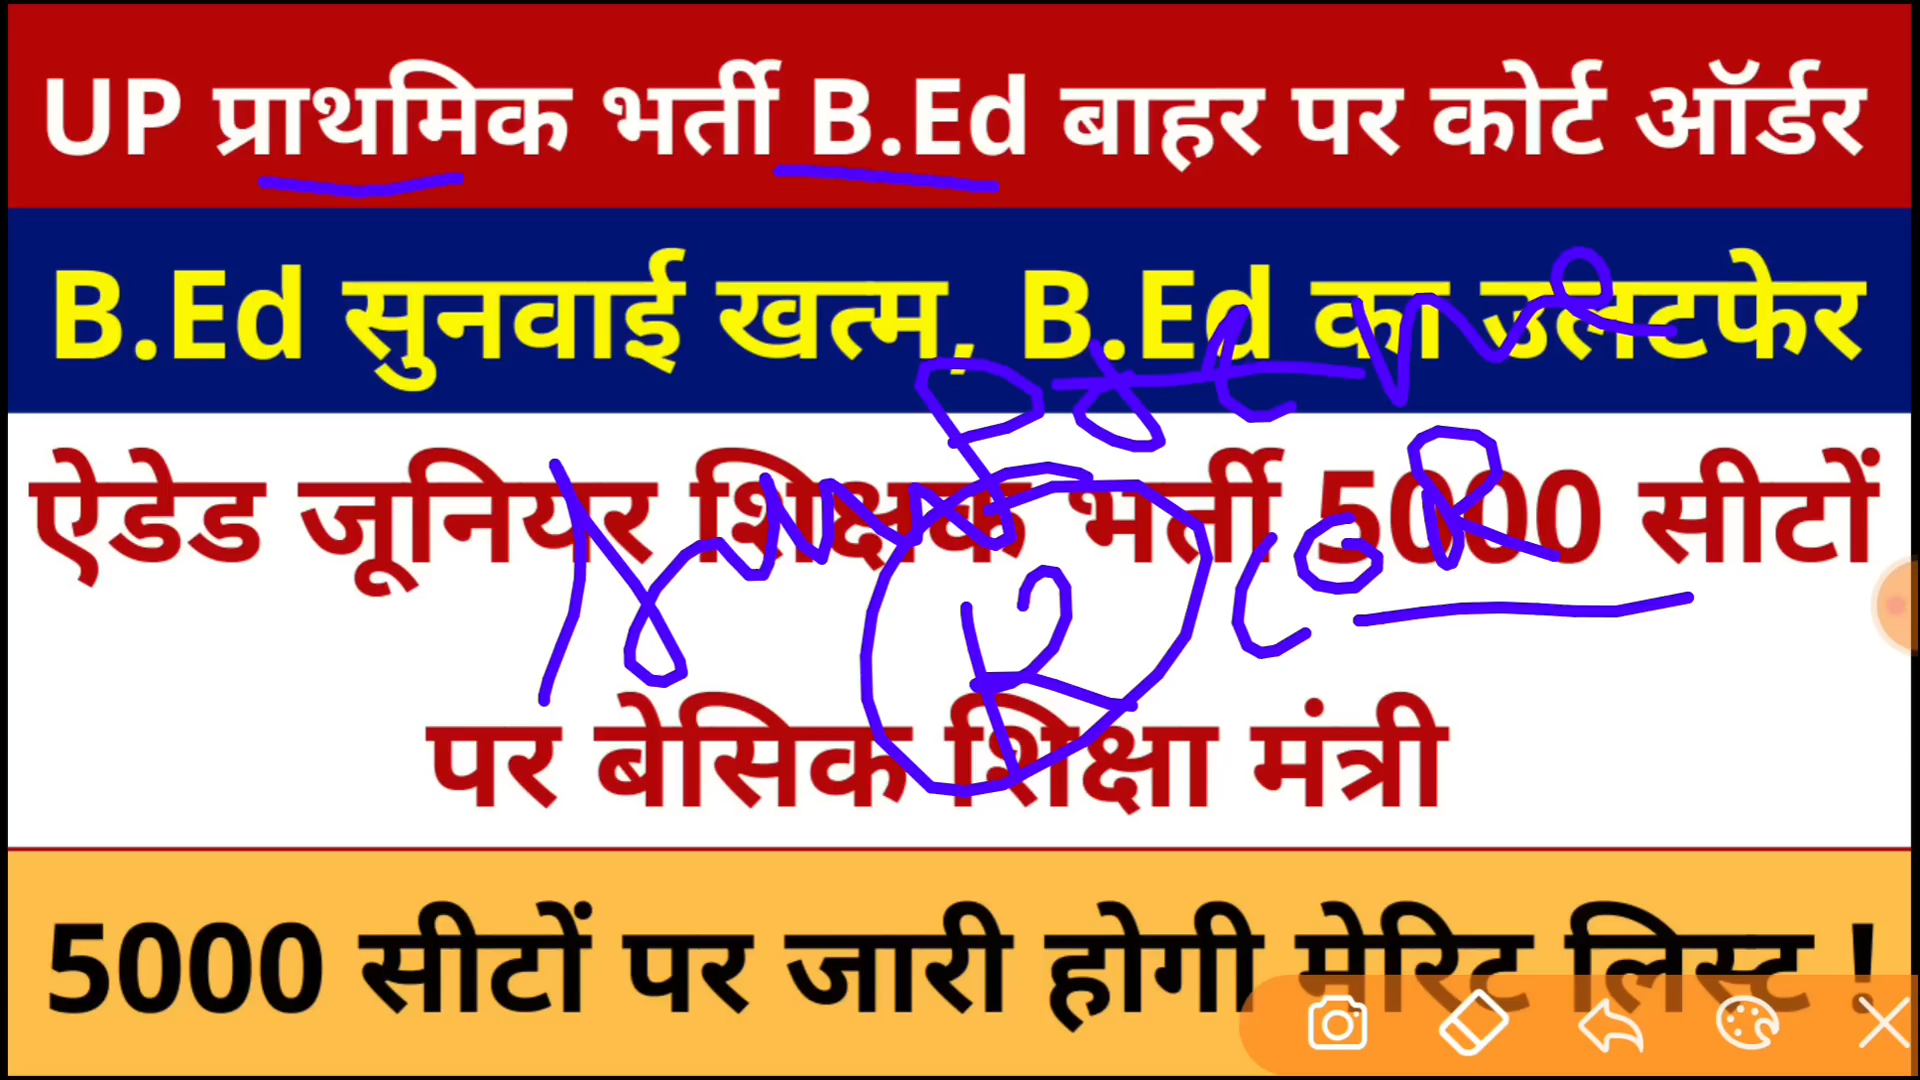 UP प्राथमिक भर्ती B.Ed बाहर पर कोर्ट ऑर्डर
B.Ed सुनवाई खत्म, B.Ed का उलटफेर
ऐडेड जूनियर शिक्षक भर्ती 5000 सीटों
पर बेसिक शिक्षा मंत्री
5000 सीटों पर जारी होगी मेरिट लिस्ट !